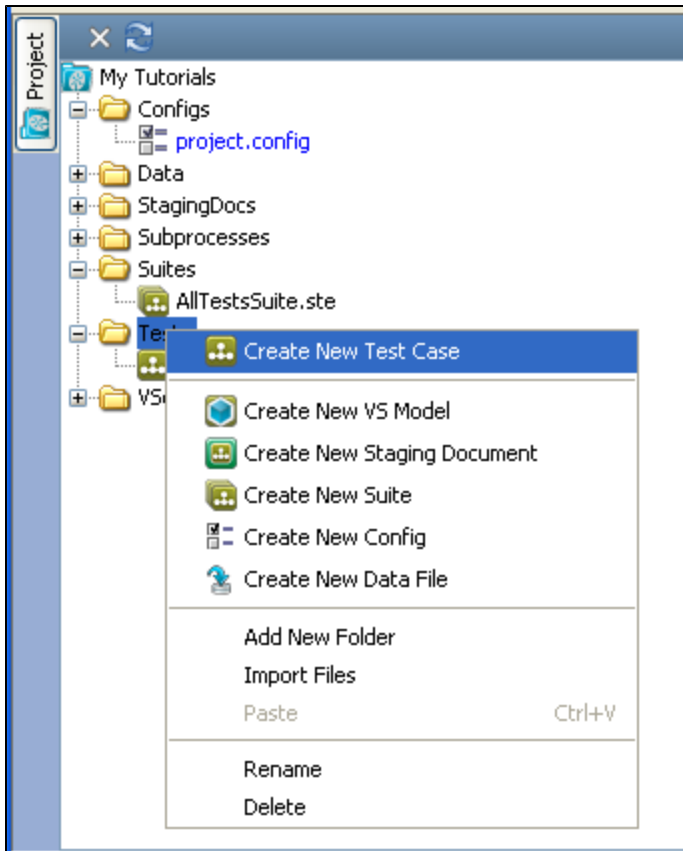 Project
My Tutorials
Configs
project.config
Data
StagingDocs
Subprocesses
Suites
AllTestsSuite.ste
Create New Test Case
Create New VS Model
Create New Staging Document
Create New Suite
Create New Config
Create New Data File
Add New Folder
Import Files
Paste Ctrl+V
Rename
Delete